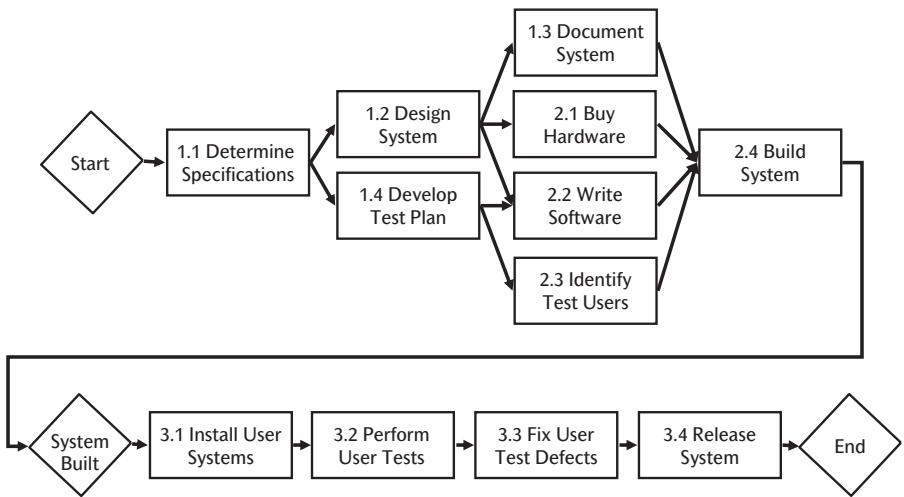 Start
1.1 Determine
Specifications
1.2 Design
System
1.4 Develop
Test Plan
1.3 Document
System
2.1 Buy
Hardware
2.2 Write
Software
2.3 Identify
Test Users
2.4 Build
System
System
Built
3.1 Install User
Systems
3.2 Perform
User Tests
3.3 Fix User
Test Defects
3.4 Release
System
End